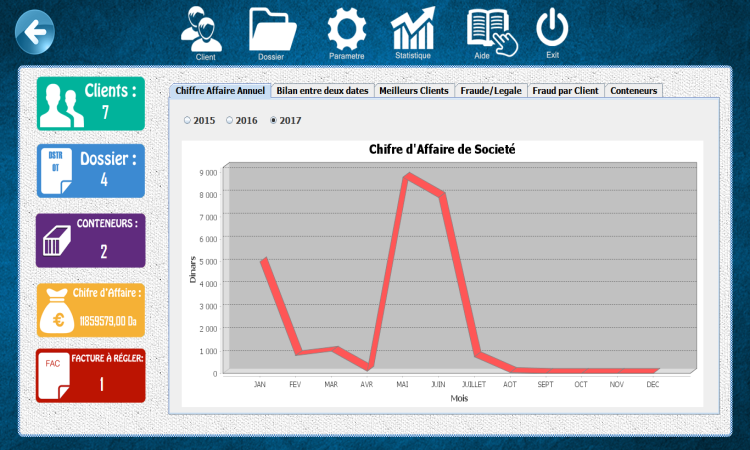 Client
Dossier
Parametre
Statistique
Aide
Exit
Clients :
7
DSTR
OT
Dossier :
4
CONTENEURS :
2
Chifre d'Affaire :
11859579,00 Da
FAC
FACTURE À RÉGLER:
1
Chiffre Affaire Annuel
Bilan entre deux dates
Meilleurs Clients
Fraude/Legale
Fraud par Client
Conteneurs
2015
2016
2017
Chifre d'Affaire de Societé
Dinars
9 000
8 000
7 000
6 000
5 000
4 000
3 000
2 000
1 000
0
JAN
FEV
MAR
AVR
MAI
JUIN
JUILLET
AOT
SEPT
OCT
NOV
DEC
Mois